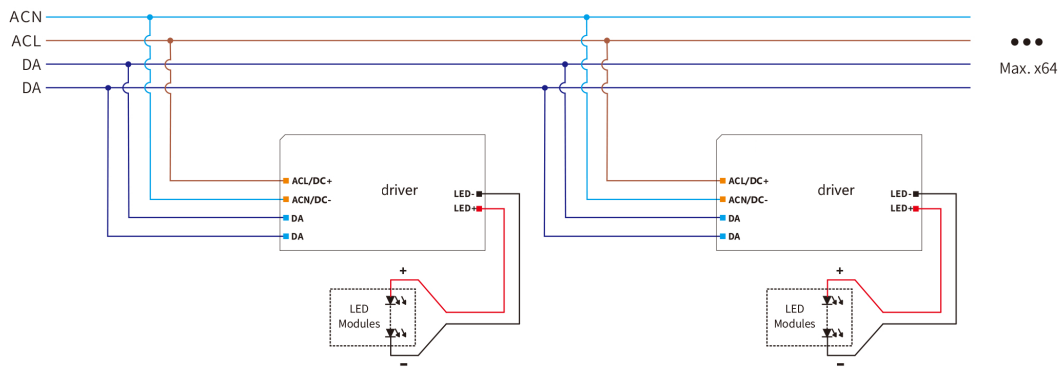 ACN
ACL
DA
DA
Max. x64
ACL/DC+
ACN/DC-
DA
DA
driver
LED-
LED+
ACL/DC+
ACN/DC-
DA
DA
driver
LED-
LED+
+
LED
Modules
-
+
LED
Modules
-